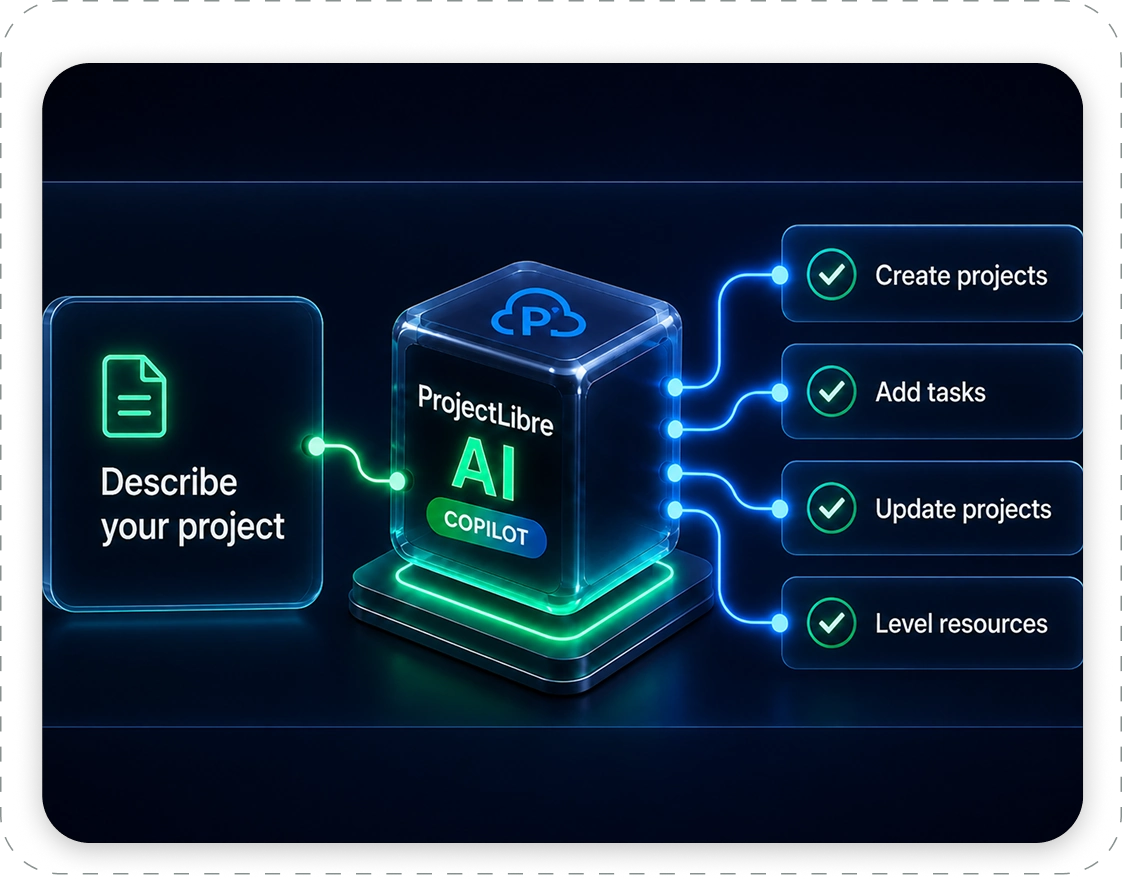 Describe
your project
P
ProjectLibre
AI
COPILOT
Create projects
Add tasks
Update projects
Level resources